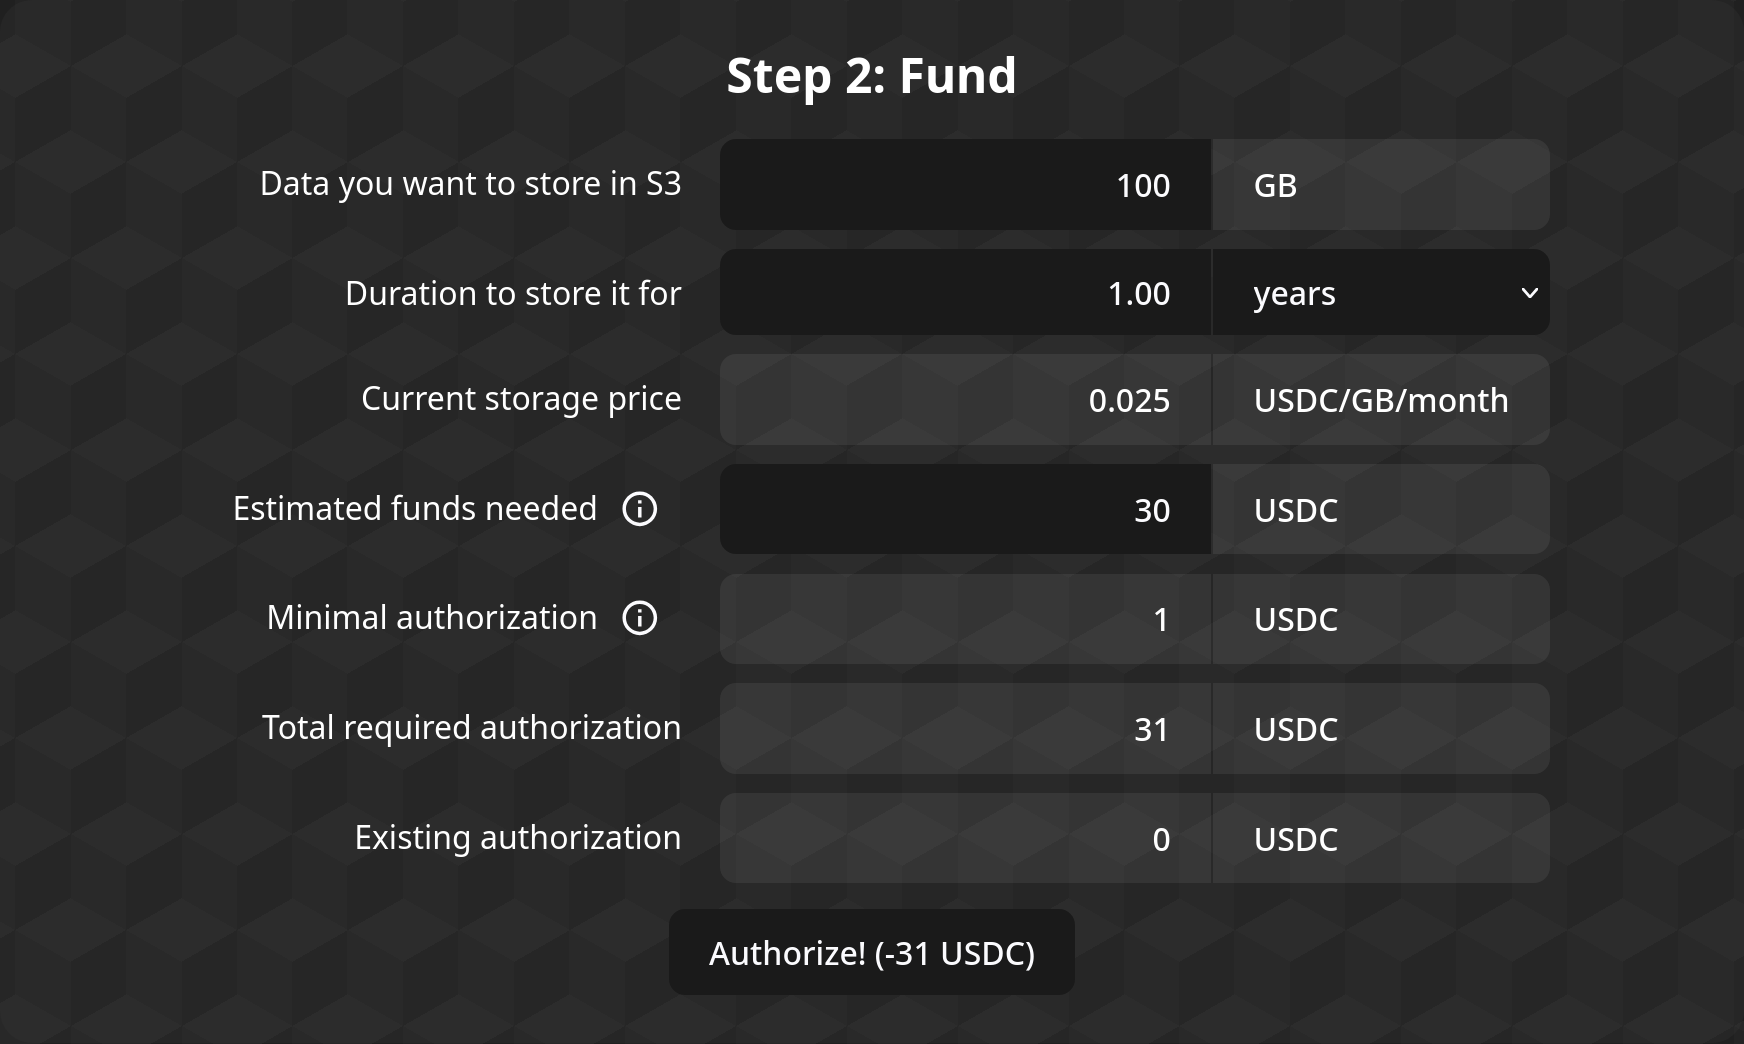 Step 2: Fund
Data you want to store in S3 100 GB
Duration to store it for 1.00 years
Current storage price 0.025 USDC/GB/month
Estimated funds needed 30 USDC
Minimal authorization 1 USDC
Total required authorization 31 USDC
Existing authorization 0 USDC
Authorize! (-31 USDC)